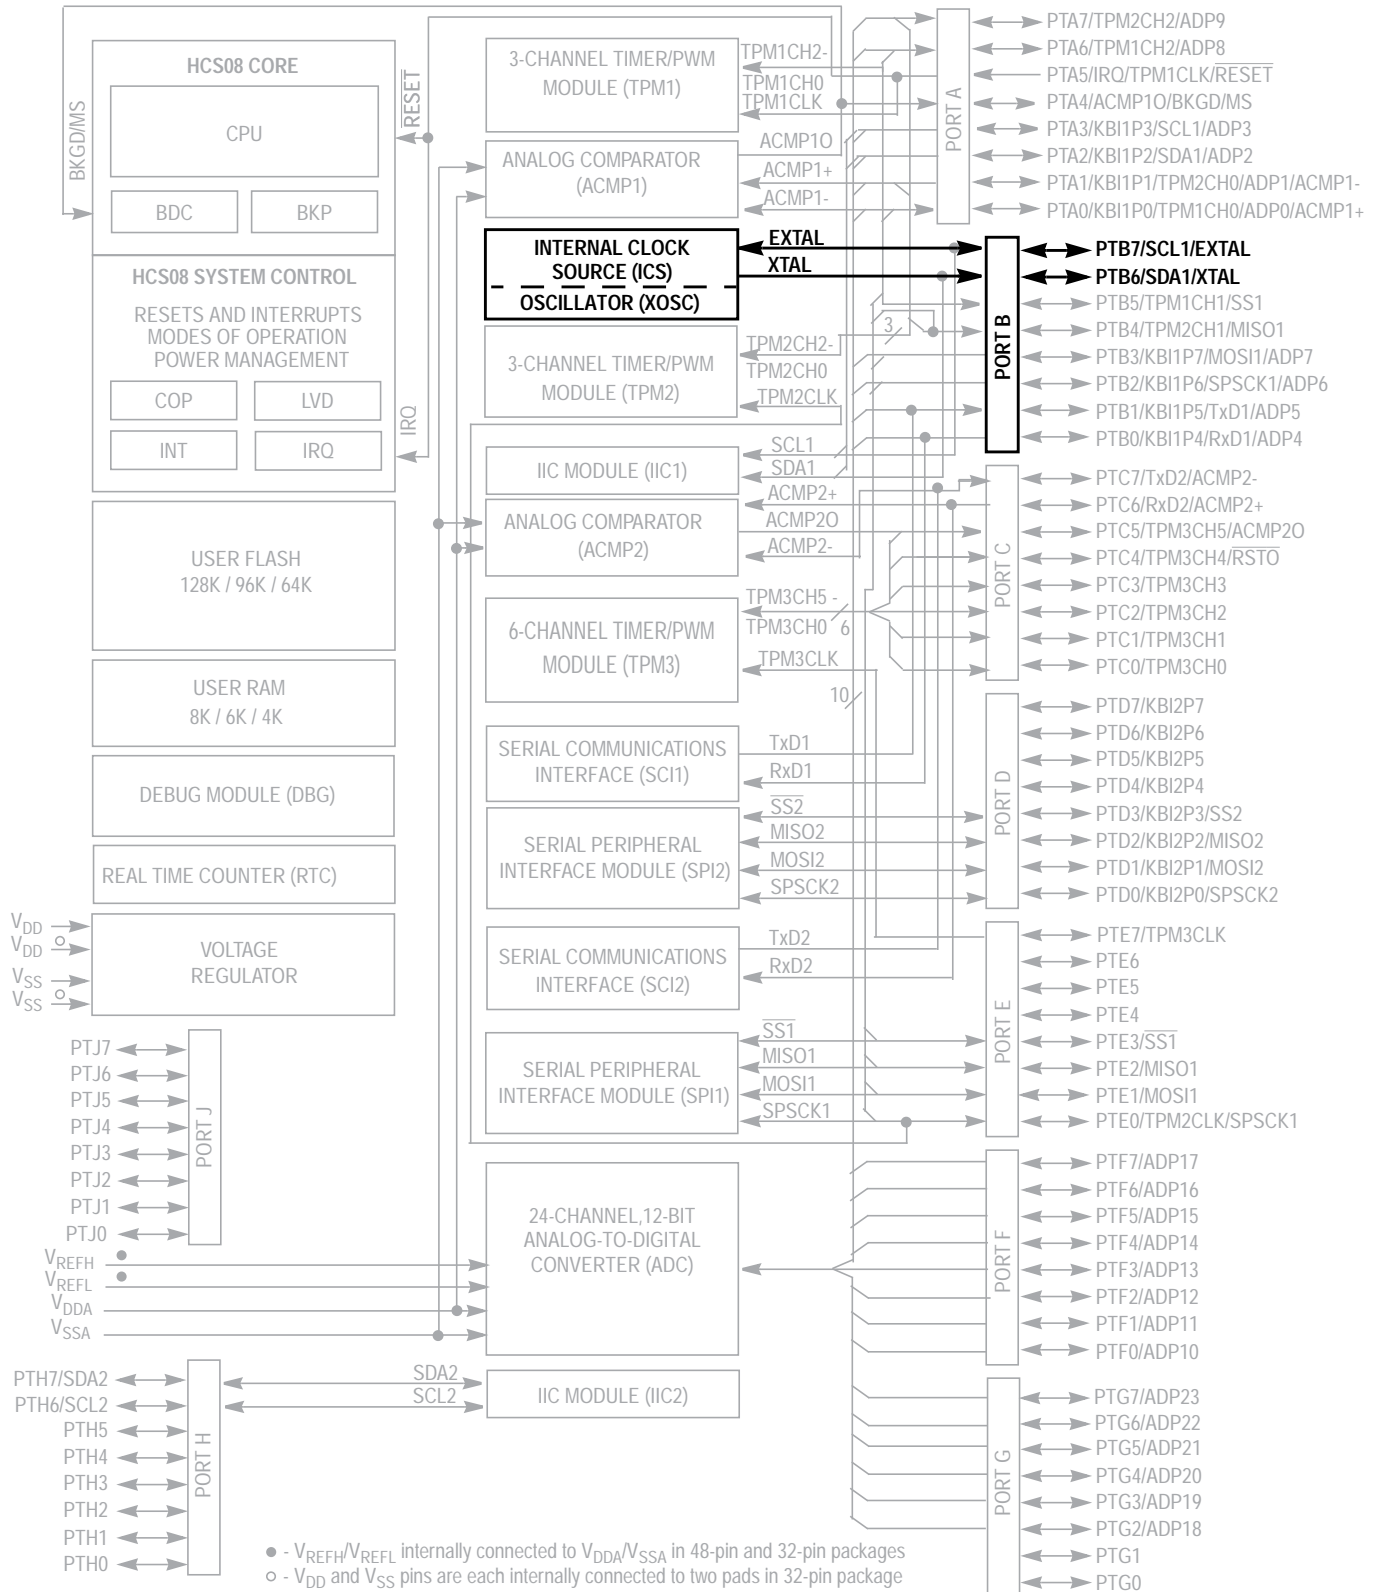 BKGD/MS
HCS08 CORE
CPU
BDC
BKP
RESET
HCS08 SYSTEM CONTROL
RESETS AND INTERRUPTS
MODES OF OPERATION
POWER MANAGEMENT
COP
LVD
INT
IRQ
IRQ
USER FLASH
128K / 96K / 64K
USER RAM
8K / 6K / 4K
DEBUG MODULE (DBG)
REAL TIME COUNTER (RTC)
VDD
VDD
VSS
VSS
VOLTAGE
REGULATOR
PTJ7
PTJ6
PTJ5
PTJ4
PTJ3
PTJ2
PTJ1
PTJ0
PORT J
VREFH
VREFL
VDDA
VSSA
PTH7/SDA2
PTH6/SCL2
PTH5
PTH4
PTH3
PTH2
PTH1
PTH0
PORT H
3-CHANNEL TIMER/PWM
MODULE (TPM1)
TPM1CH2-
TPM1CH0
TPM1CLK
ANALOG COMPARATOR
(ACMP1)
ACMP1O
ACMP1+
ACMP1-
INTERNAL CLOCK
SOURCE (ICS)
OSCILLATOR (XOSC)
EXTAL
XTAL
3-CHANNEL TIMER/PWM
MODULE (TPM2)
TPM2CH2-
TPM2CH0
TPM2CLK
3
IIC MODULE (IIC1)
SCL1
SDA1
ANALOG COMPARATOR
(ACMP2)
ACMP2+
ACMP2O
ACMP2-
6-CHANNEL TIMER/PWM
MODULE (TPM3)
TPM3CH5 -
TPM3CH0
6
TPM3CLK
10
SERIAL COMMUNICATIONS
INTERFACE (SCI1)
TxD1
RxD1
SERIAL PERIPHERAL
INTERFACE MODULE (SPI2)
SS2
MISO2
MOSI2
SPSCK2
SERIAL COMMUNICATIONS
INTERFACE (SCI2)
TxD2
RxD2
SERIAL PERIPHERAL
INTERFACE MODULE (SPI1)
SS1
MISO1
MOSI1
SPSCK1
24-CHANNEL,12-BIT
ANALOG-TO-DIGITAL
CONVERTER (ADC)
IIC MODULE (IIC2)
SDA2
SCL2
PORT A
PTA7/TPM2CH2/ADP9
PTA6/TPM1CH2/ADP8
PTA5/IRQ/TPM1CLK/RESET
PTA4/ACMP1O/BKGD/MS
PTA3/KBI1P3/SCL1/ADP3
PTA2/KBI1P2/SDA1/ADP2
PTA1/KBI1P1/TPM2CH0/ADP1/ACMP1-
PTA0/KBI1P0/TPM1CH0/ADP0/ACMP1+
PORT B
PTB7/SCL1/EXTAL
PTB6/SDA1/XTAL
PTB5/TPM1CH1/SS1
PTB4/TPM2CH1/MISO1
PTB3/KBI1P7/MOSI1/ADP7
PTB2/KBI1P6/SPSCK1/ADP6
PTB1/KBI1P5/TxD1/ADP5
PTB0/KBI1P4/RxD1/ADP4
PORT C
PTC7/TxD2/ACMP2-
PTC6/RxD2/ACMP2+
PTC5/TPM3CH5/ACMP2O
PTC4/TPM3CH4/RSTO
PTC3/TPM3CH3
PTC2/TPM3CH2
PTC1/TPM3CH1
PTC0/TPM3CH0
PORT D
PTD7/KBI2P7
PTD6/KBI2P6
PTD5/KBI2P5
PTD4/KBI2P4
PTD3/KBI2P3/SS2
PTD2/KBI2P2/MISO2
PTD1/KBI2P1/MOSI2
PTD0/KBI2P0/SPSCK2
PORT E
PTE7/TPM3CLK
PTE6
PTE5
PTE4
PTE3/SS1
PTE2/MISO1
PTE1/MOSI1
PTE0/TPM2CLK/SPSCK1
PORT F
PTF7/ADP17
PTF6/ADP16
PTF5/ADP15
PTF4/ADP14
PTF3/ADP13
PTF2/ADP12
PTF1/ADP11
PTF0/ADP10
PORT G
PTG7/ADP23
PTG6/ADP22
PTG5/ADP21
PTG4/ADP20
PTG3/ADP19
PTG2/ADP18
PTG1
PTG0
● - VREFH/VREFL internally connected to VDDA/VSSA in 48-pin and 32-pin packages
○ - VDD and VSS pins are each internally connected to two pads in 32-pin package